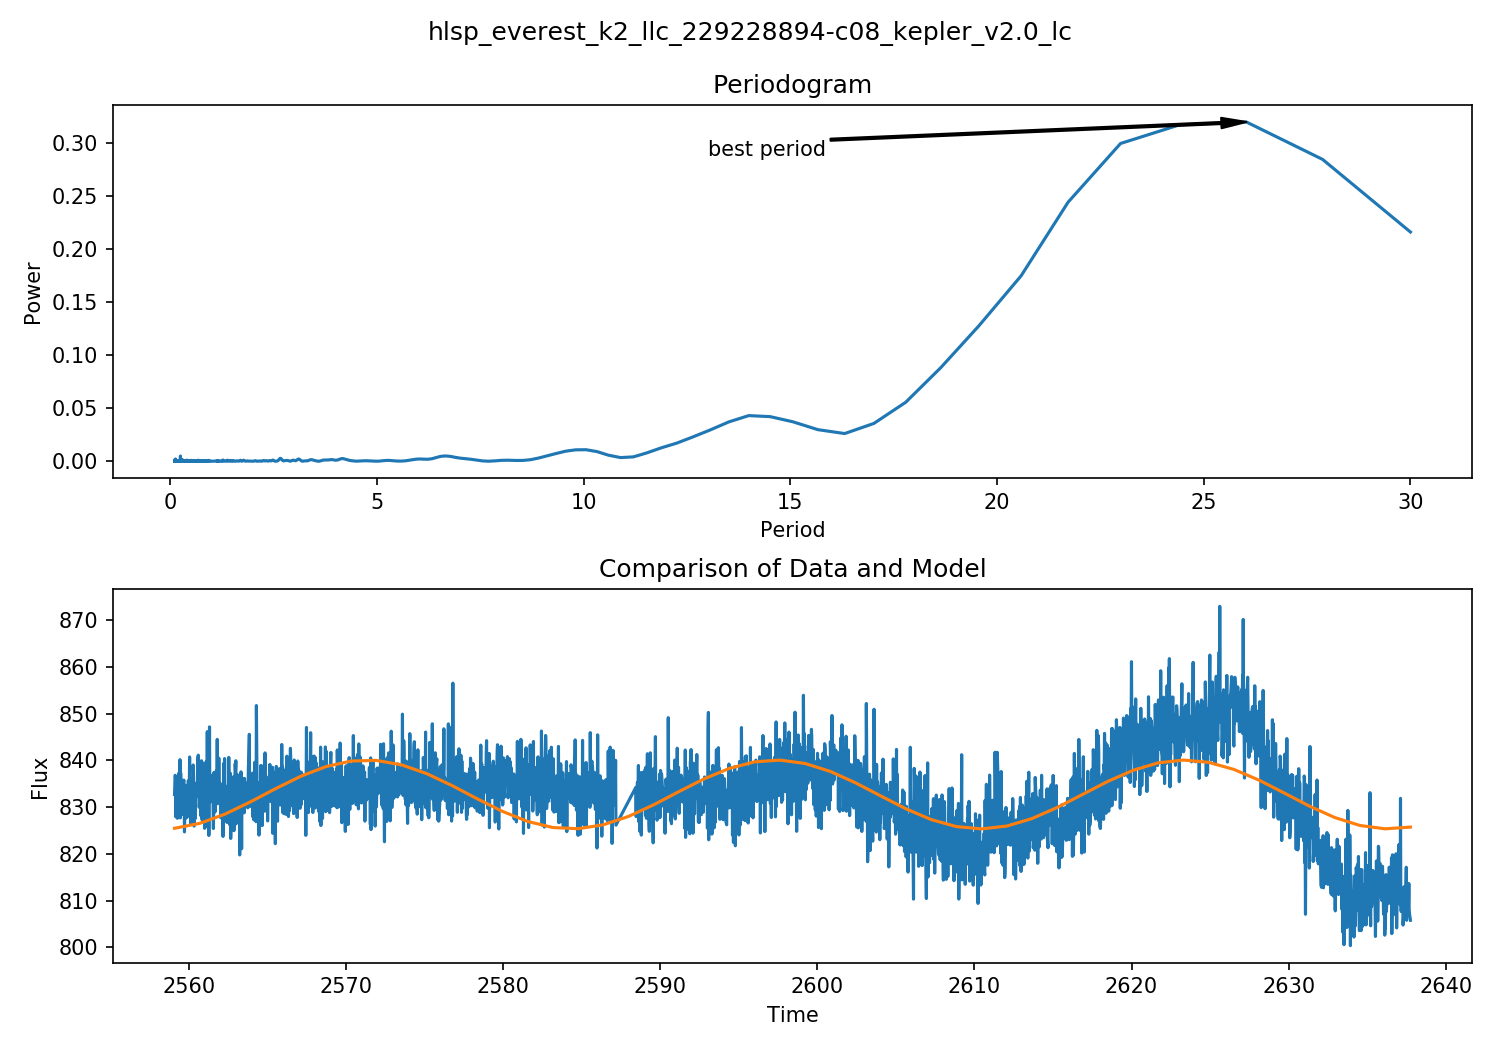 hlsp_everest_k2_llc_229228894-c08_kepler_v2.0_lc
Periodogram
Power
0.30
0.25
0.20
0.15
0.10
0.05
0.00
best period
0 5 10 15 20 25 30
Period
Comparison of Data and Model
Flux
870
860
850
840
830
820
810
800
2560 2570 2580 2590 2600 2610 2620 2630 2640
Time